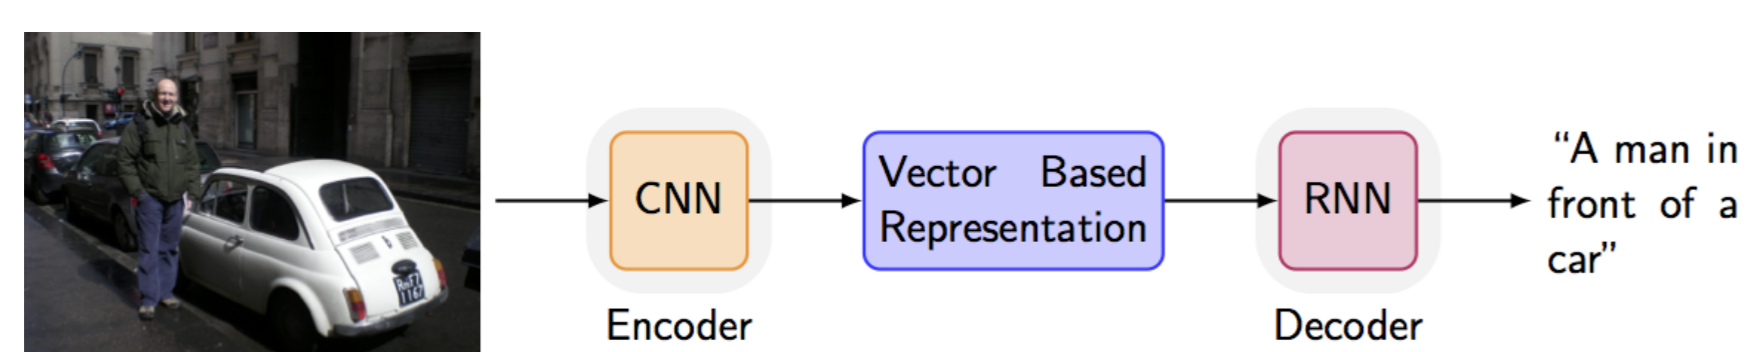 CNN
Encoder
Vector Based
Representation
RNN
Decoder
“A man in
front of a
car”